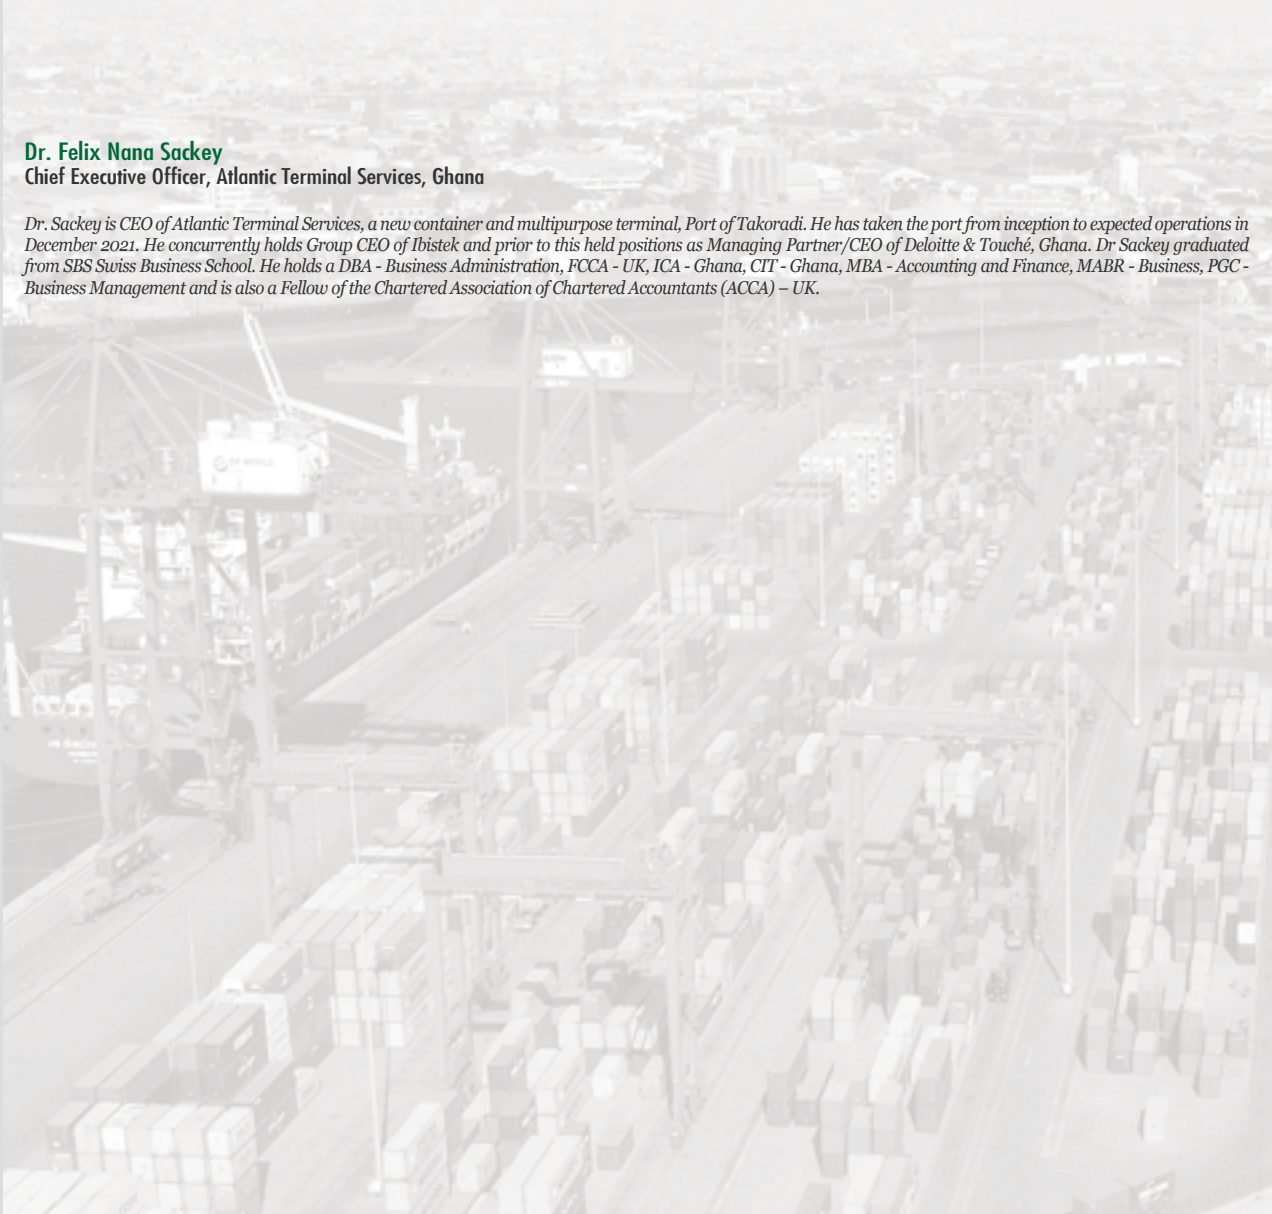 Dr. Felix Nana Sackey
Chief Executive Officer, Atlantic Terminal Services, Ghana
Dr. Sackey is CEO of Atlantic Terminal Services, a new container and multipurpose terminal, Port of Takoradi. He has taken the port from inception to expected operations in
December 2021. He concurrently holds Group CEO of Ibistek and prior to this held positions as Managing Partner/CEO of Deloitte & Touché, Ghana. Dr Sackey graduated
from SBS Swiss Business School. He holds a DBA - Business Administration, FCCA - UK, ICA - Ghana, CIT - Ghana, MBA - Accounting and Finance, MABR - Business, PGC -
Business Management and is also a Fellow of the Chartered Association of Chartered Accountants (ACCA) – UK.
DP WORLD